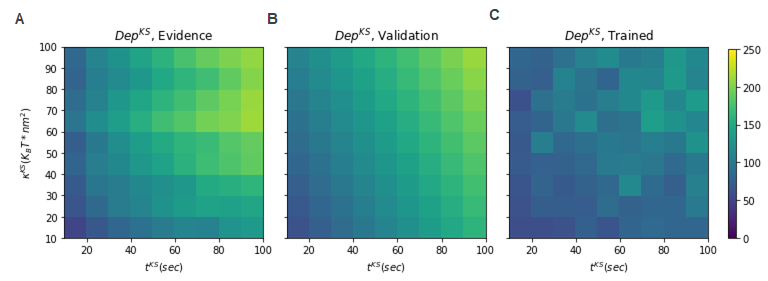 A
B
C
Dep^KS, Evidence
Dep^KS, Validation
Dep^KS, Trained
100
90
80
70
60
50
40
30
20
10
κ^KS(K_BT * nm^2)
250
200
150
100
50
0
20 40 60 80 100
20 40 60 80 100
20 40 60 80 100
t^KS(sec)
t^KS(sec)
t^KS(sec)